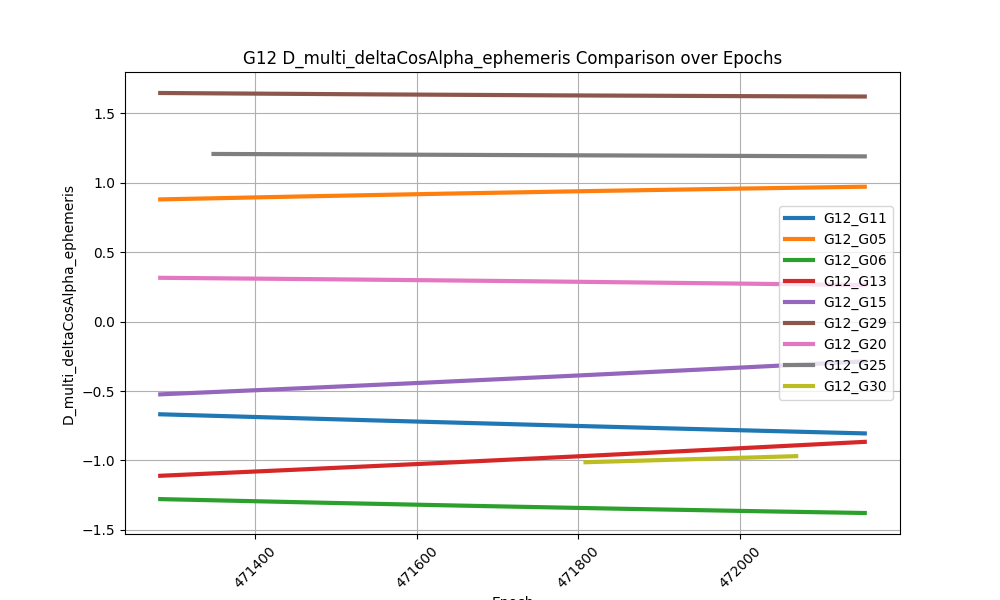 G12 D_multi_deltaCosAlpha_ephemeris Comparison over Epochs
D_multi_deltaCosAlpha_ephemeris
1.5
1.0
0.5
0.0
−0.5
−1.0
−1.5
G12_G11
G12_G05
G12_G06
G12_G13
G12_G15
G12_G29
G12_G20
G12_G25
G12_G30
471400
471600
471800
472000
Epoch